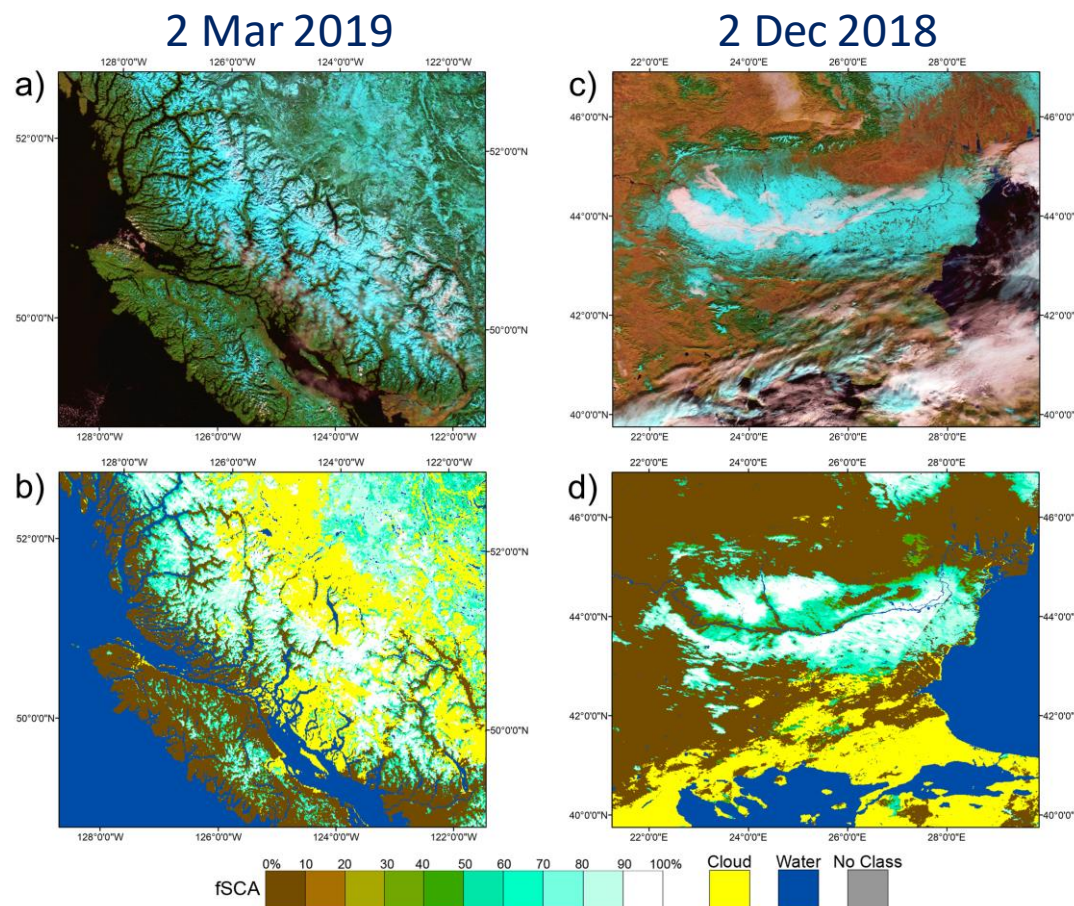 2 Mar 2019
2 Dec 2018
a)
128°0'0"W 126°0'0"W 124°0'0"W 122°0'0"W
52°0'0"N
52°0'0"N
50°0'0"N
50°0'0"N
128°0'0"W 126°0'0"W 124°0'0"W 122°0'0"W
c)
22°0'0"E 24°0'0"E 26°0'0"E 28°0'0"E
46°0'0"N
46°0'0"N
44°0'0"N
44°0'0"N
42°0'0"N
42°0'0"N
40°0'0"N
40°0'0"N
22°0'0"E 24°0'0"E 26°0'0"E 28°0'0"E
b)
128°0'0"W 126°0'0"W 124°0'0"W 122°0'0"W
52°0'0"N
52°0'0"N
50°0'0"N
50°0'0"N
128°0'0"W 126°0'0"W 124°0'0"W 122°0'0"W
d)
22°0'0"E 24°0'0"E 26°0'0"E 28°0'0"E
46°0'0"N
46°0'0"N
44°0'0"N
44°0'0"N
42°0'0"N
42°0'0"N
40°0'0"N
40°0'0"N
22°0'0"E 24°0'0"E 26°0'0"E 28°0'0"E
0% 10 20 30 40 50 60 70 80 90 100% Cloud Water No Class
fSCA